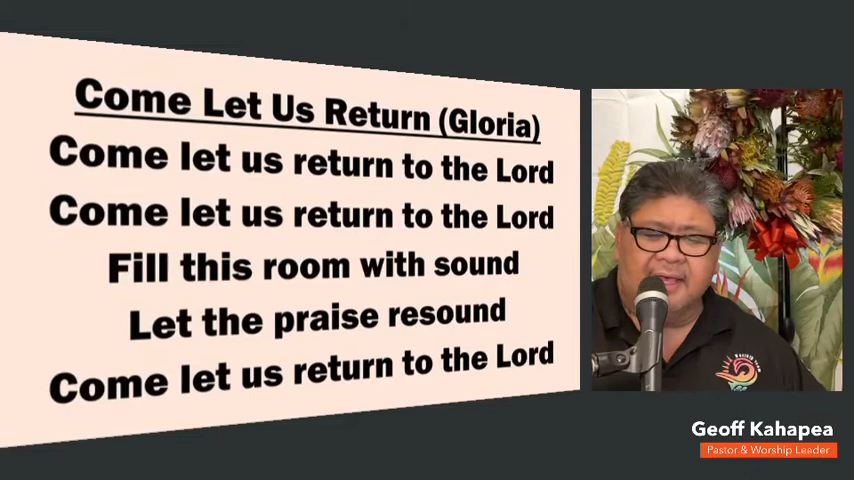 Come Let Us Return (Gloria)
Come let us return to the Lord
Come let us return to the Lord
Fill this room with sound
Let the praise resound
Come let us return to the Lord
Geoff Kahapea
Pastor & Worship Leader